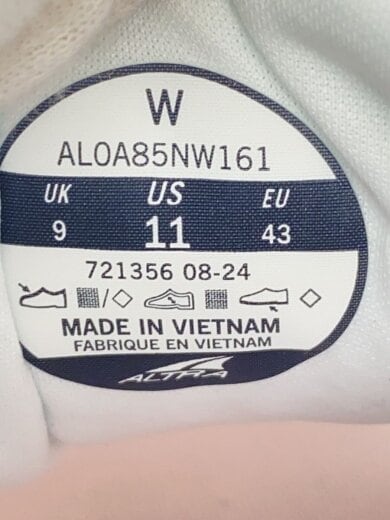 W
AL0A85NW161
UK US EU
9 11 43
721356 08-24
/
MADE IN VIETNAM
FABRIQUE EN VIETNAM
ALTRA